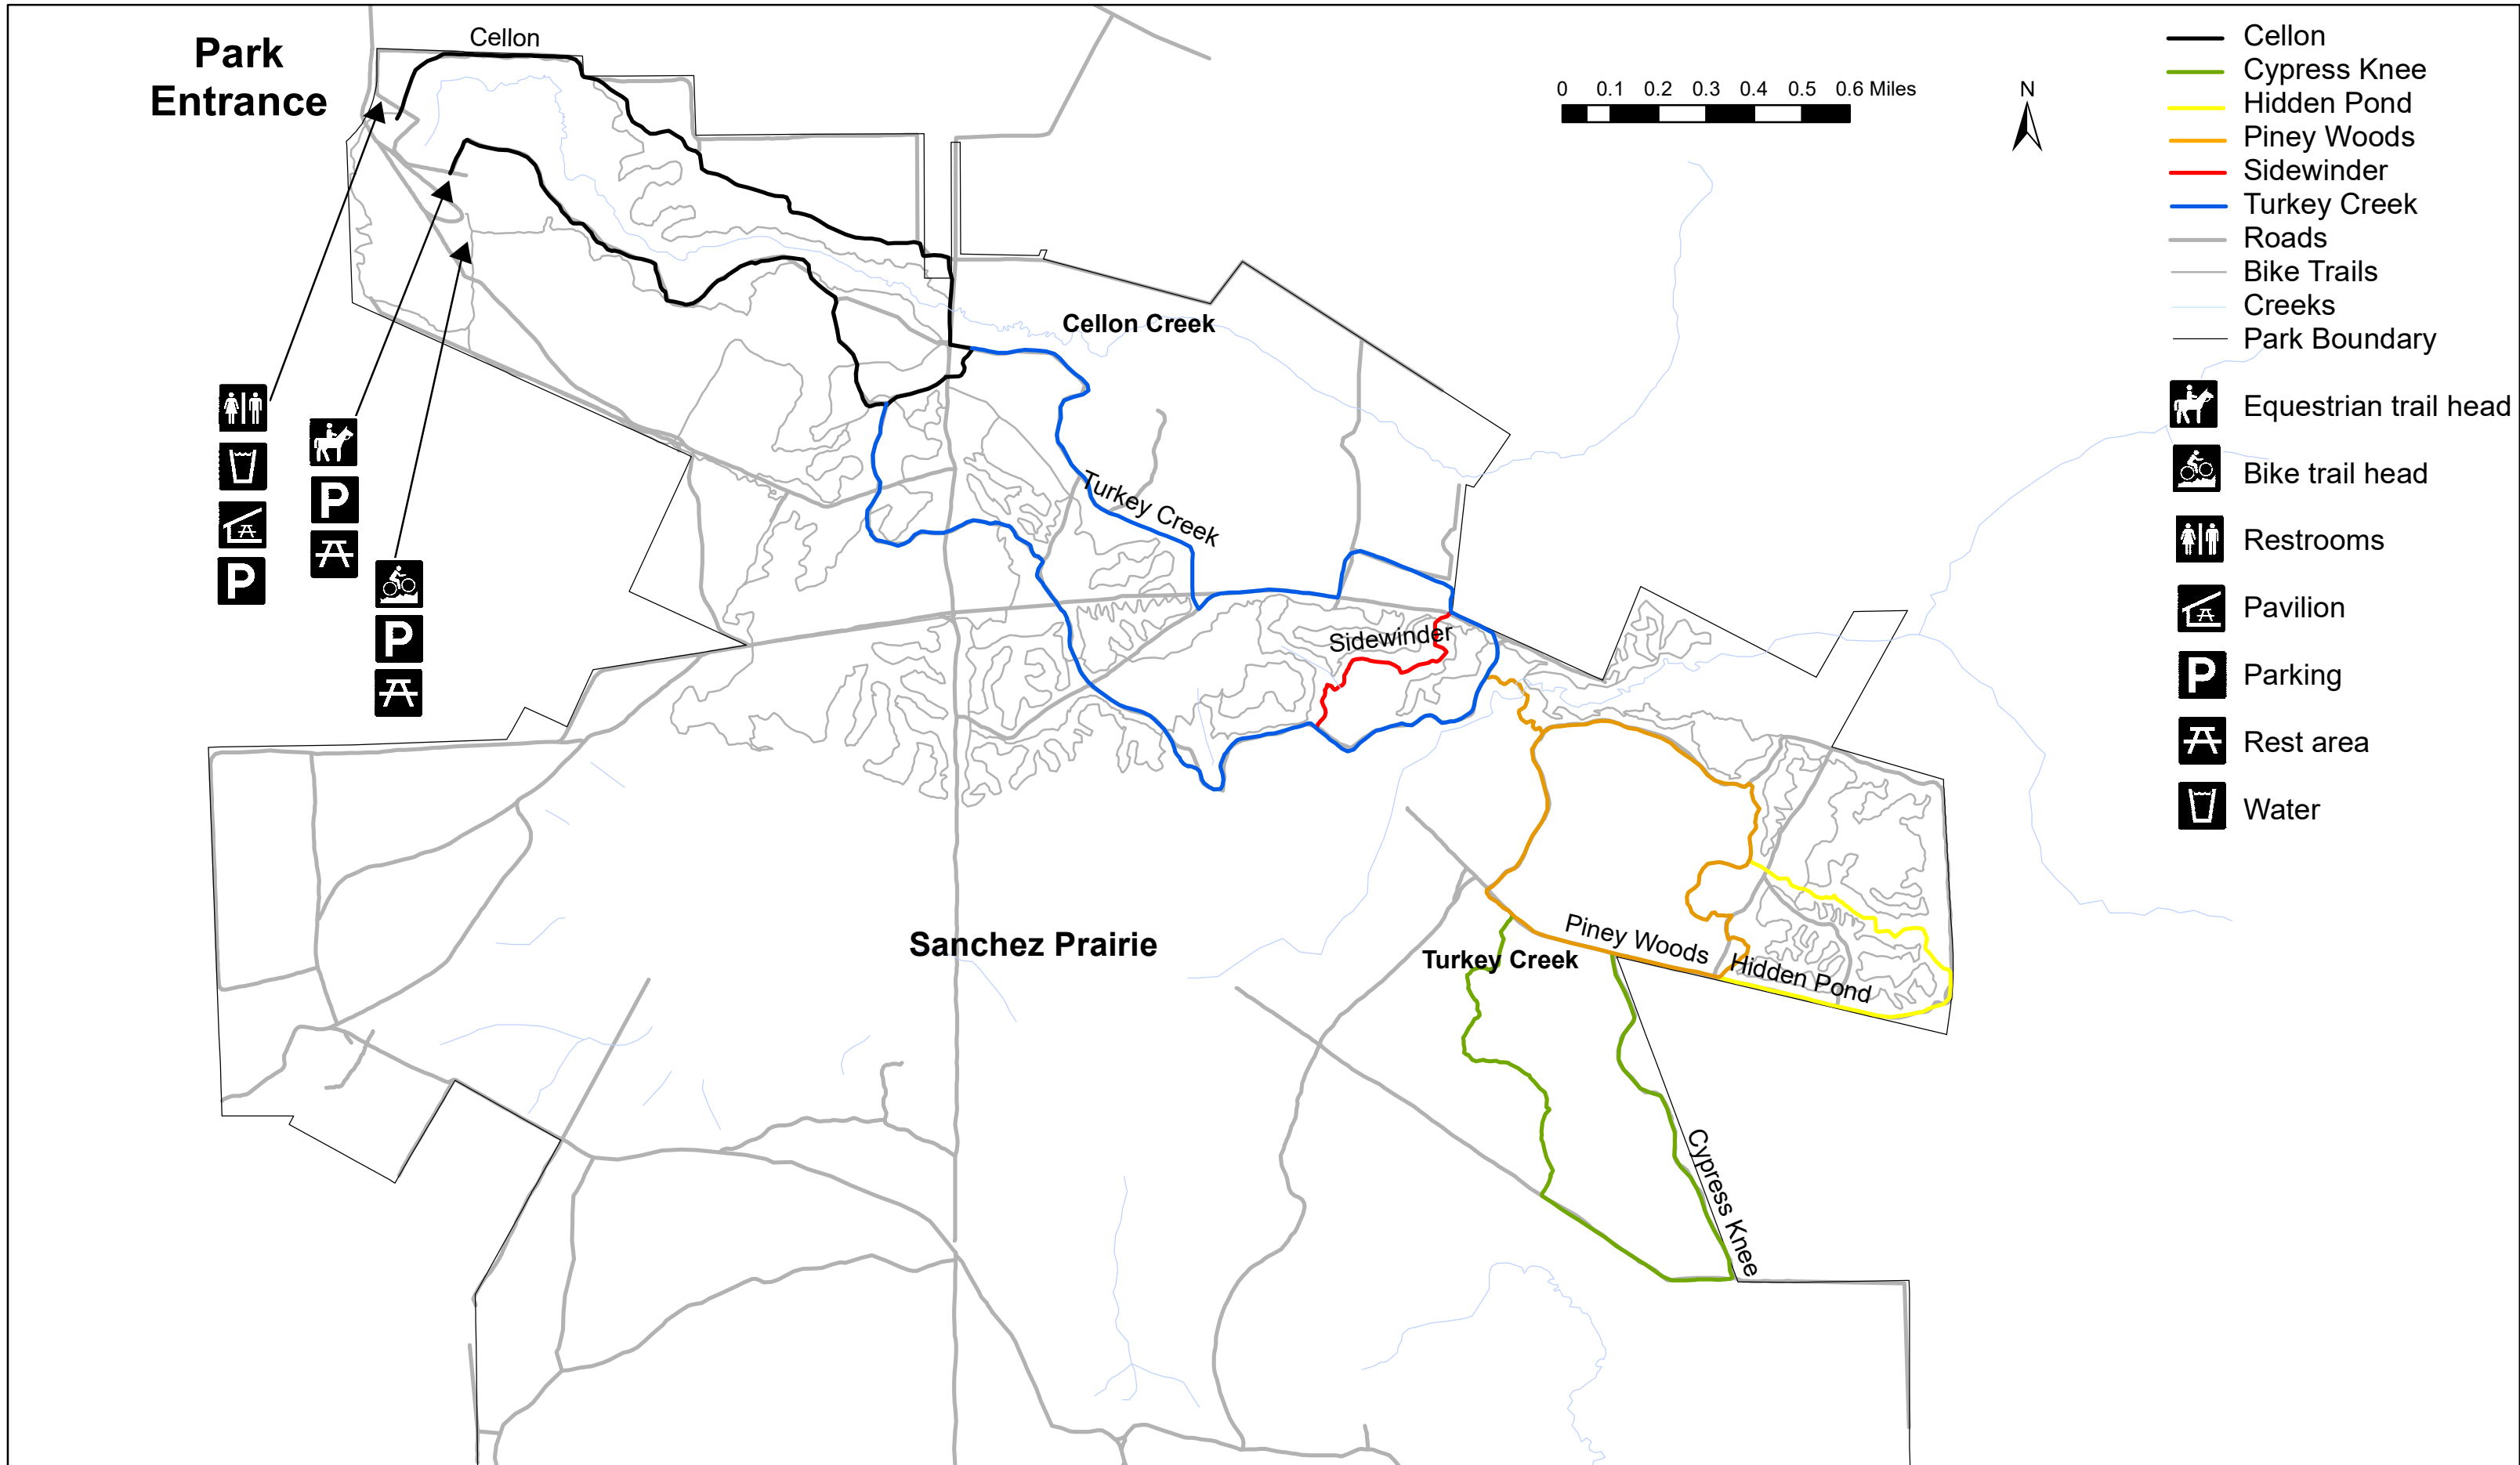 Park
Entrance
Cellon
0 0.1 0.2 0.3 0.4 0.5 0.6 Miles
N
Cellon
Cypress Knee
Hidden Pond
Piney Woods
Sidewinder
Turkey Creek
Roads
Bike Trails
Creeks
Park Boundary
Equestrian trail head
Bike trail head
Restrooms
Pavilion
P Parking
Rest area
Water
Cellon Creek
P
P
P
Turkey Creek
Sidewinder
Sanchez Prairie
Piney Woods
Turkey Creek
Hidden Pond
Cypress Knee